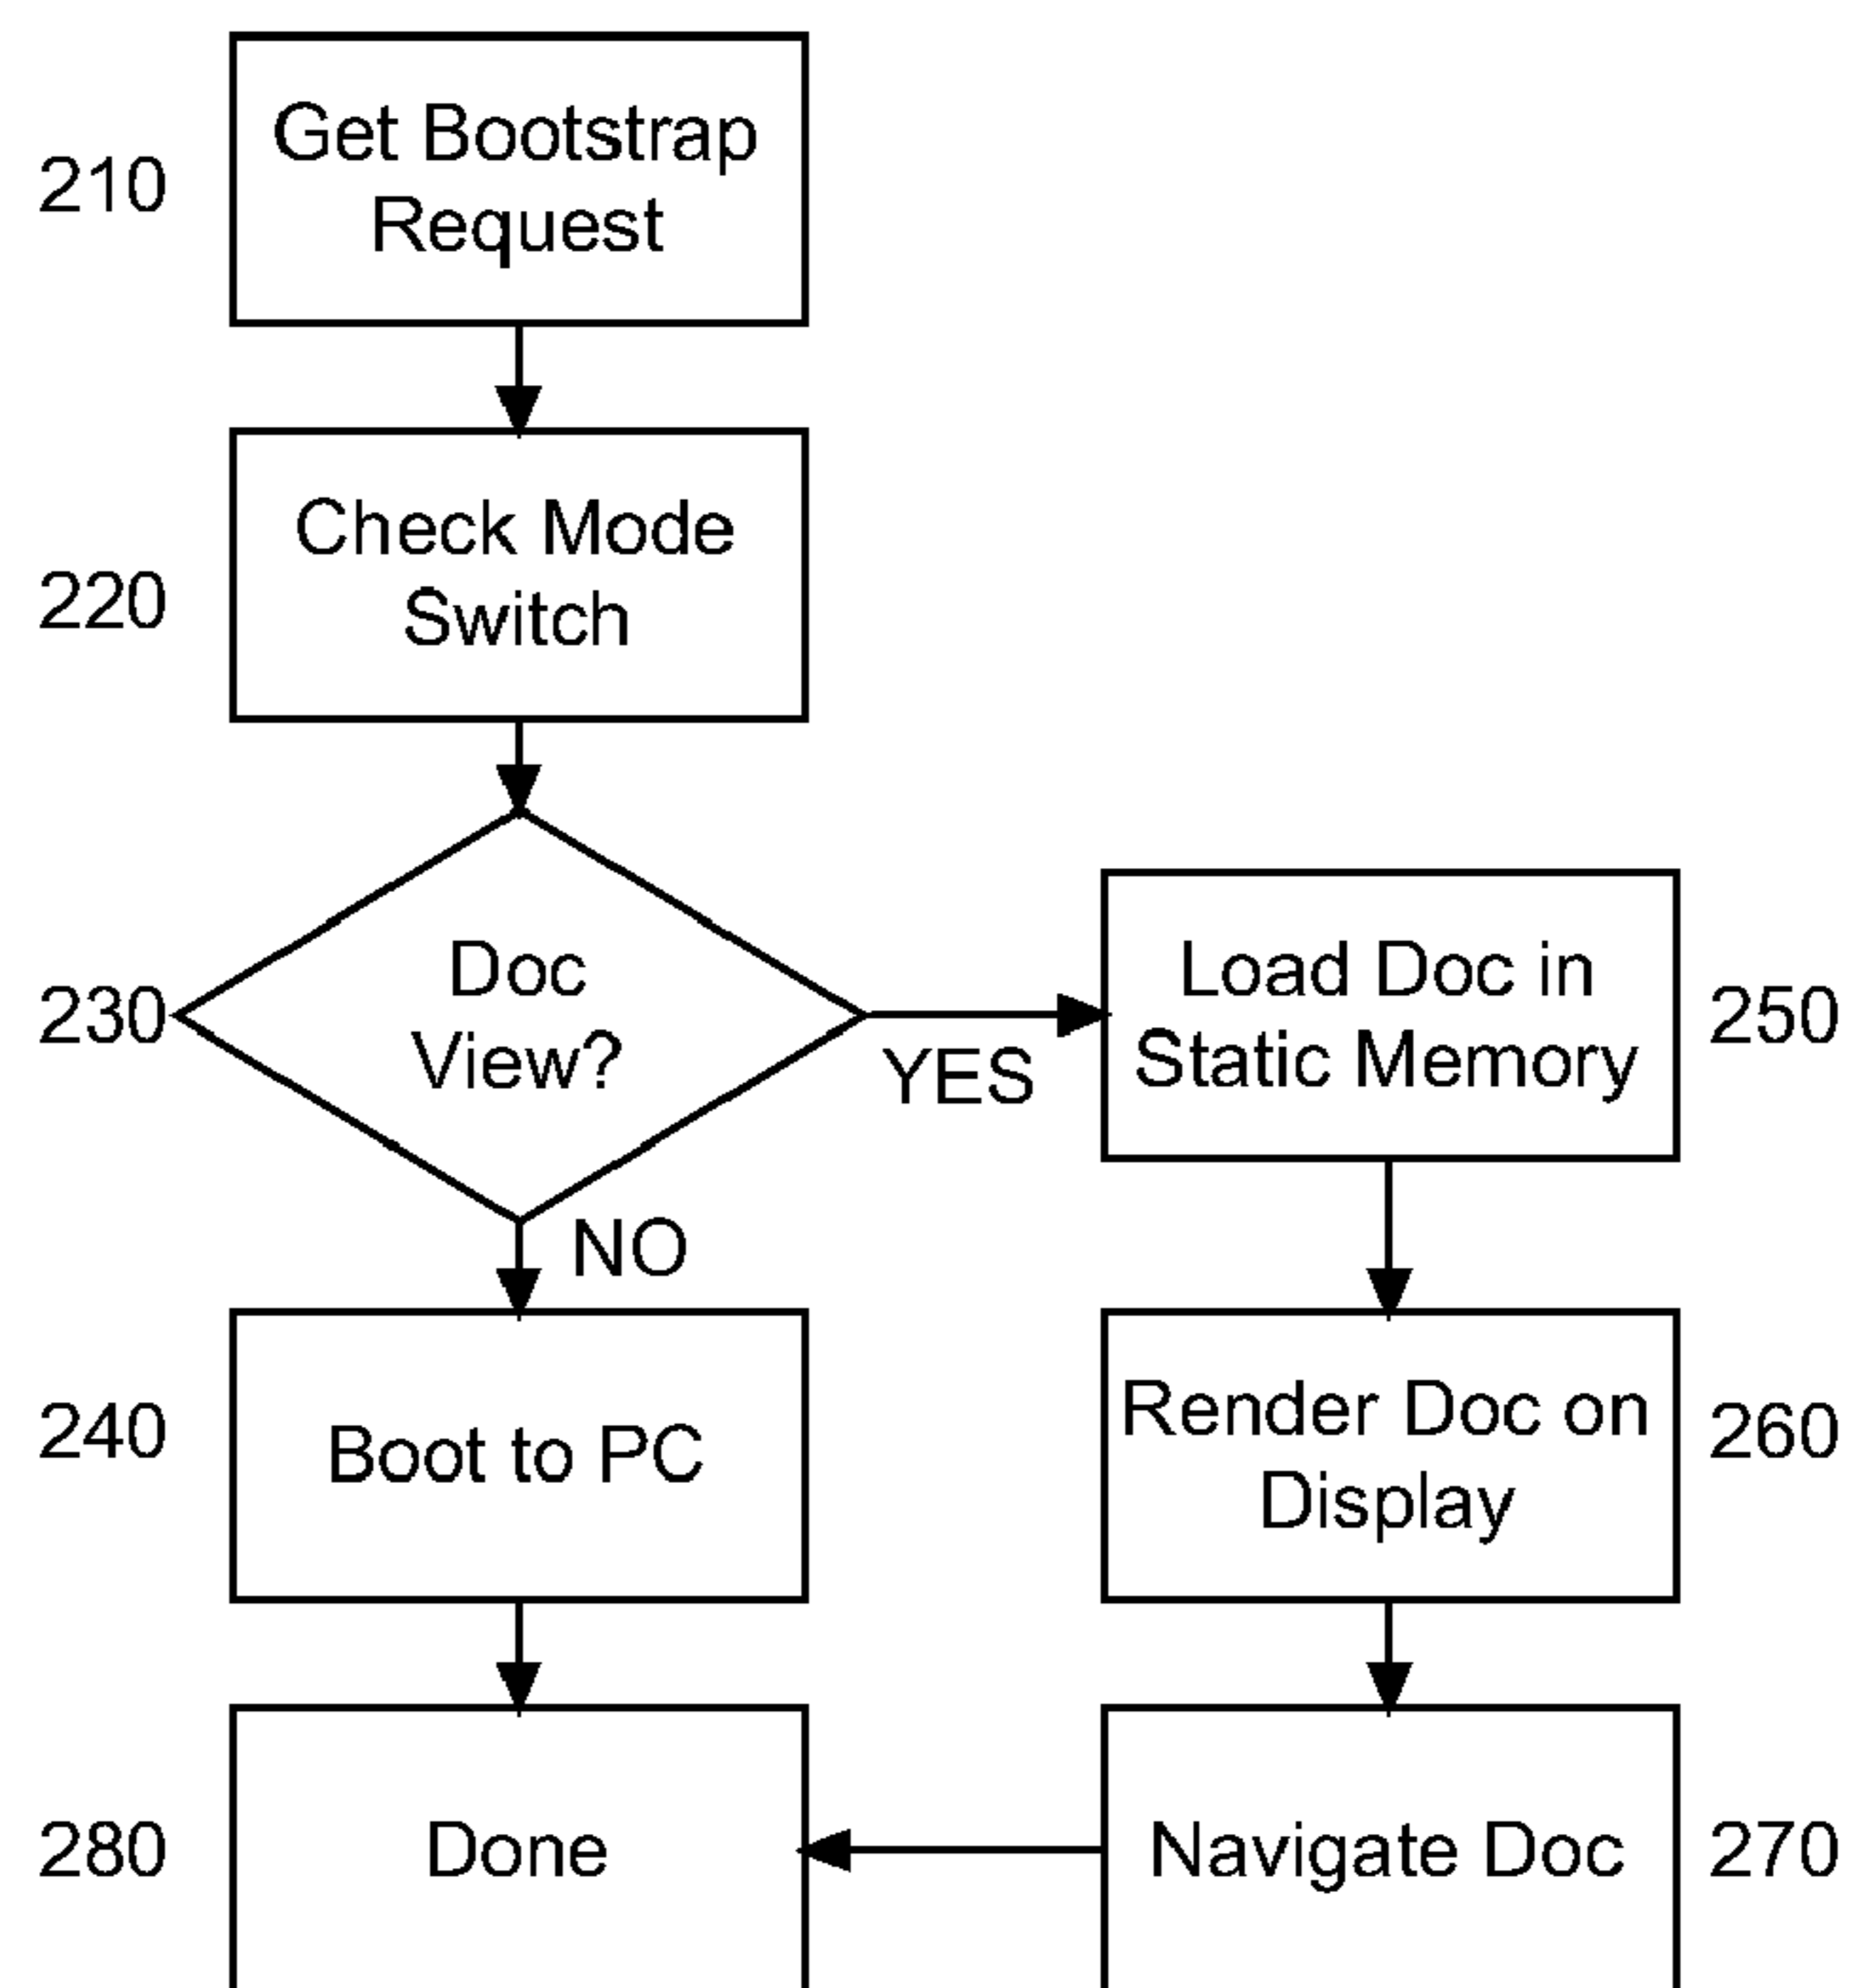 210
Get Bootstrap
Request
220
Check Mode
Switch
230
Doc
View?
YES
NO
250
Load Doc in
Static Memory
240
Boot to PC
260
Render Doc on
Display
280
Done
Navigate Doc
270